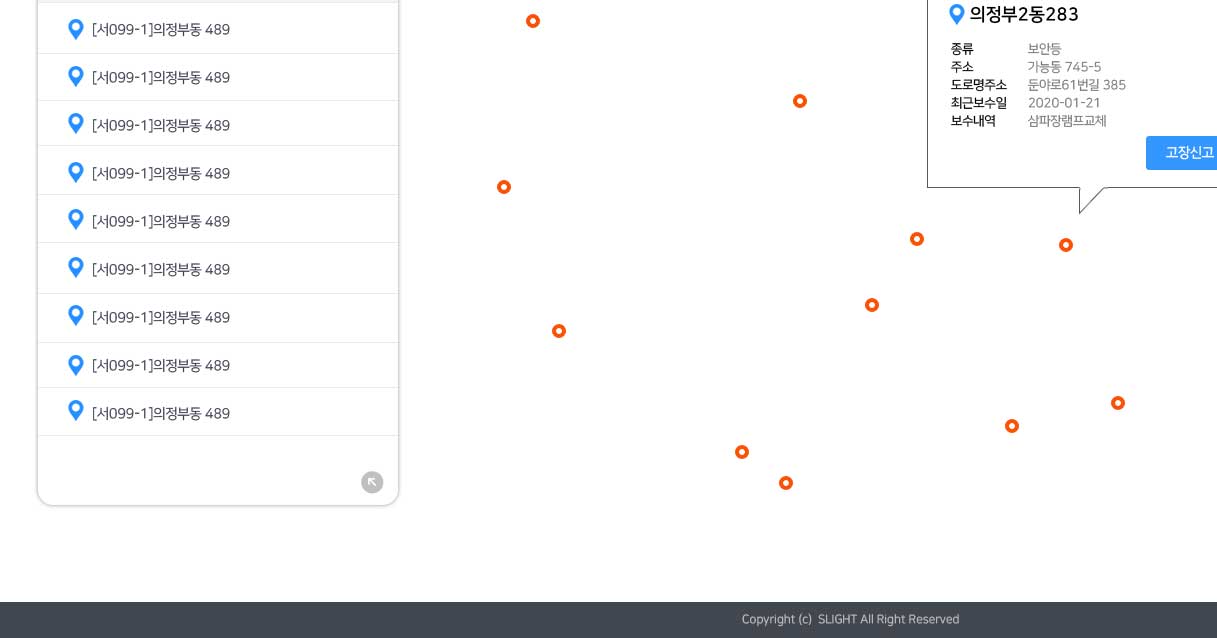 [서099-1]의정부동 489
[서099-1]의정부동 489
[서099-1]의정부동 489
[서099-1]의정부동 489
[서099-1]의정부동 489
[서099-1]의정부동 489
[서099-1]의정부동 489
[서099-1]의정부동 489
[서099-1]의정부동 489
의정부2동283
종류 보안등
주소 가능동 745-5
도로명주소 둔야로61번길 385
최근보수일 2020-01-21
보수내역 삼파장램프교체
고장신고
Copyright (c) SLIGHT All Right Reserved